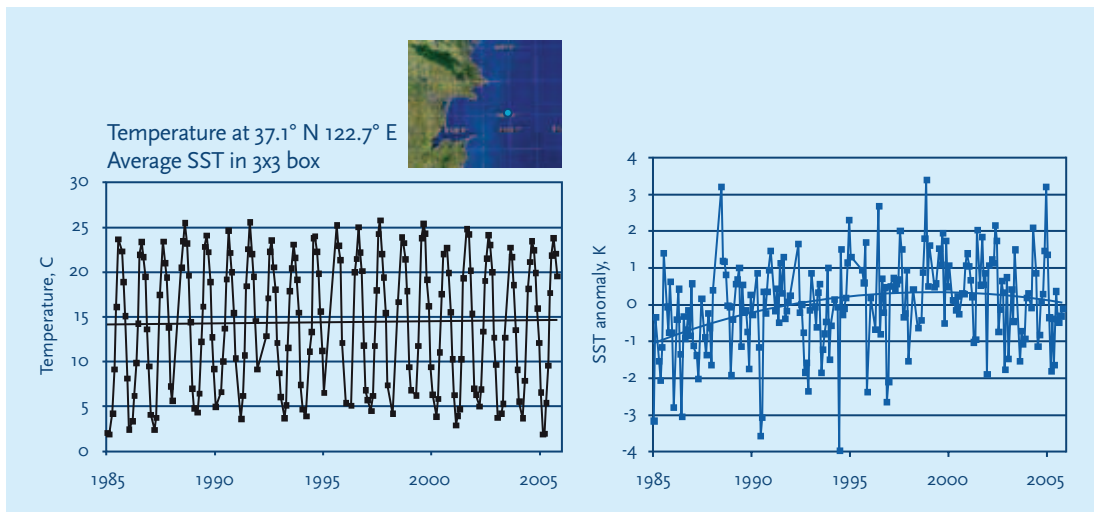 Temperature at 37.1° N 122.7° E
Average SST in 3x3 box
Temperature, C
30
25
20
15
10
5
0
1985 1990 1995 2000 2005
SST anomaly, K
4
3
2
1
0
-1
-2
-3
-4
1985 1990 1995 2000 2005